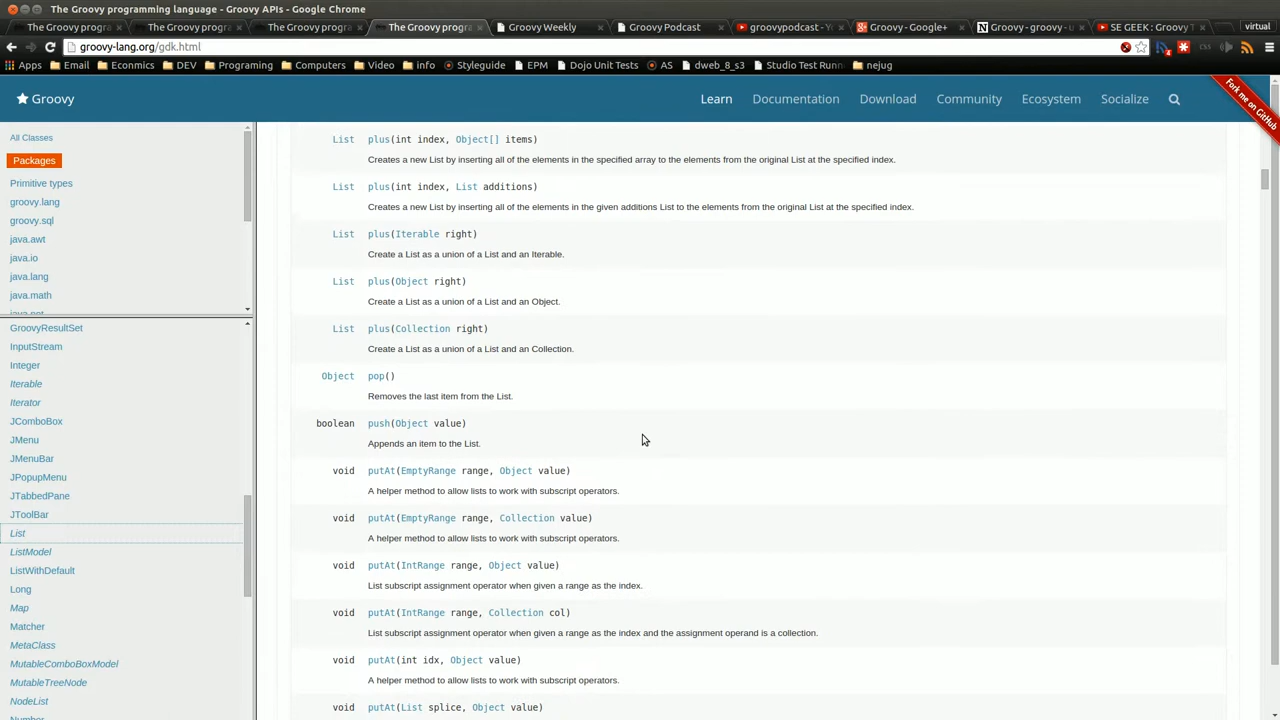 The Groovy programming language - Groovy APIs - Google Chrome
The Groovy progra
The Groovy progra
The Groovy progra
The Groovy progra
Groovy Weekly
Groovy Podcast
groovypodcast - Yo
Groovy - Google+
Groovy - groovy - u
SE GEEK : Groovy T
virtual
groovy-lang.org/gdk.html
Apps
Email
Econmics
DEV
Programing
Computers
Video
info
Styleguide
EPM
Dojo Unit Tests
AS
dweb_8_s3
Studio Test Runn
nejug
Groovy
Learn
Documentation
Download
Community
Ecosystem
Socialize
Fork me on GitHub
All Classes
Packages
Primitive types
groovy.lang
groovy.sql
java.awt
java.io
java.lang
java.math
java.net
GroovyResultSet
InputStream
Integer
Iterable
Iterator
JComboBox
JMenu
JMenuBar
JPopupMenu
JTabbedPane
JToolBar
List
ListModel
ListWithDefault
Long
Map
Matcher
MetaClass
MutableComboBoxModel
MutableTreeNode
NodeList
Number
List plus(int index, Object[] items)
Creates a new List by inserting all of the elements in the specified array to the elements from the original List at the specified index.
List plus(int index, List additions)
Creates a new List by inserting all of the elements in the given additions List to the elements from the original List at the specified index.
List plus(Iterable right)
Create a List as a union of a List and an Iterable.
List plus(Object right)
Create a List as a union of a List and an Object.
List plus(Collection right)
Create a List as a union of a List and an Collection.
Object pop()
Removes the last item from the List.
boolean push(Object value)
Appends an item to the List.
void putAt(EmptyRange range, Object value)
A helper method to allow lists to work with subscript operators.
void putAt(EmptyRange range, Collection value)
A helper method to allow lists to work with subscript operators.
void putAt(IntRange range, Object value)
List subscript assignment operator when given a range as the index.
void putAt(IntRange range, Collection col)
List subscript assignment operator when given a range as the index and the assignment operand is a collection.
void putAt(int idx, Object value)
A helper method to allow lists to work with subscript operators.
void putAt(List splice, Object value)